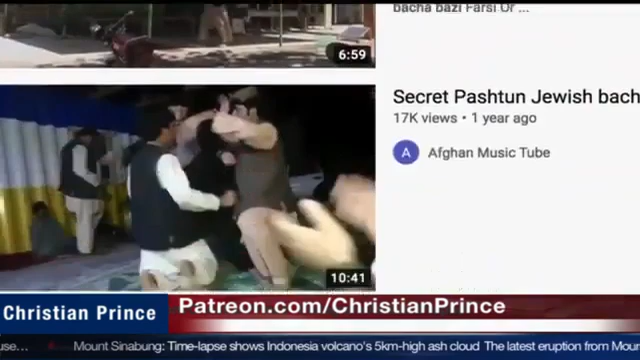 bacha bazi Farsi Or ...
6:59
Secret Pashtun Jewish bach
17K views • 1 year ago
A
Afghan Music Tube
10:41
Christian Prince
Patreon.com/ChristianPrince
use...
Mount Sinabung: Time-lapse shows Indonesia volcano's 5km-high ash cloud The latest eruption from Mour